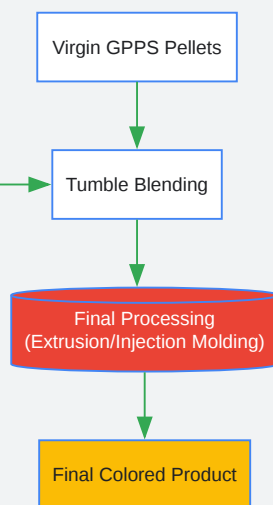 Virgin GPPS Pellets
Tumble Blending
Final Processing
(Extrusion/Injection Molding)
Final Colored Product